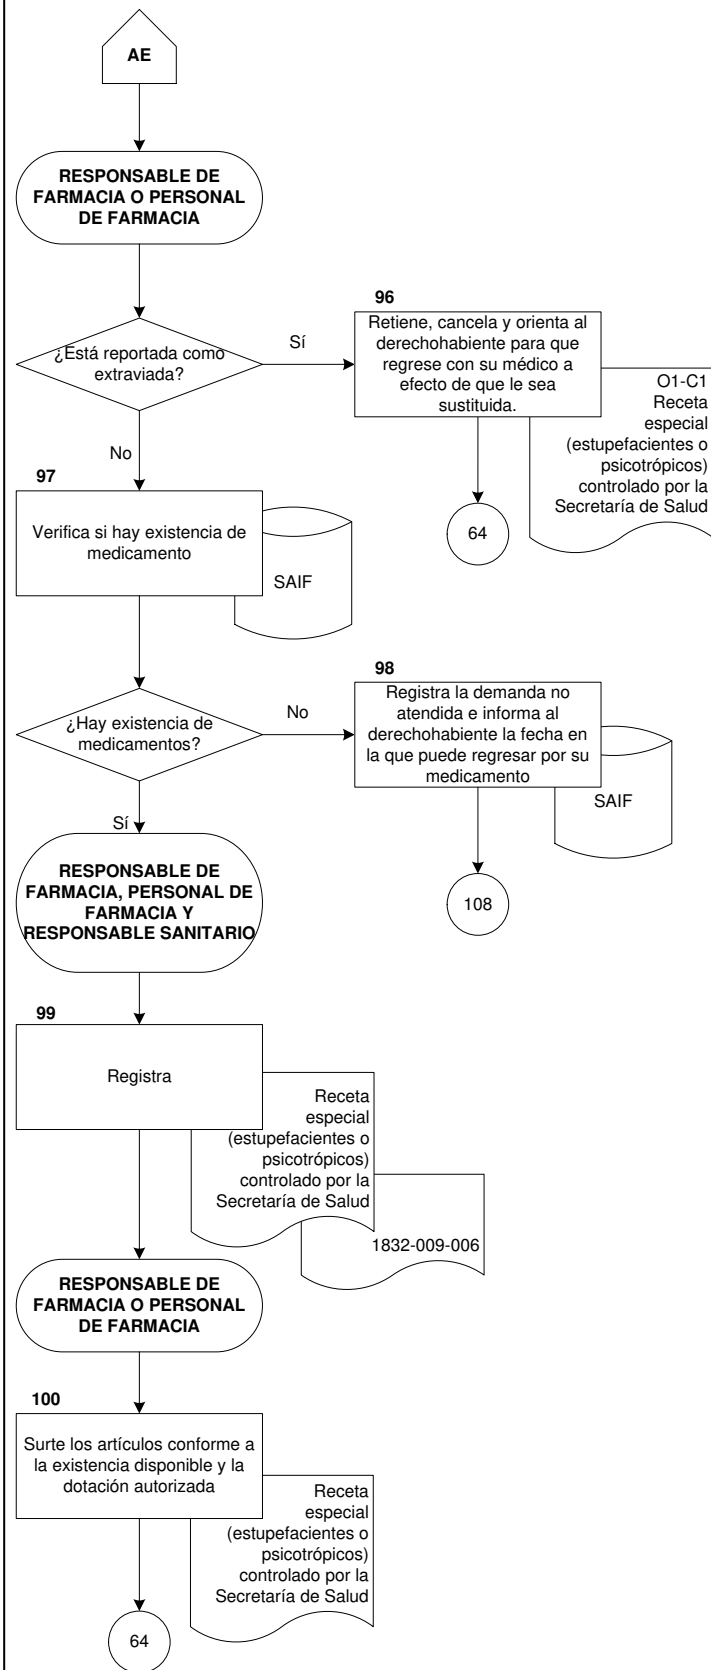 AE
RESPONSABLE DE
FARMACIA O PERSONAL
DE FARMACIA
¿Está reportada como
extraviada?
Sí
96
Retiene, cancela y orienta al
derechohabiente para que
regrese con su médico a
efecto de que le sea
sustituida.
O1-C1
Receta
especial
(estupefacientes o
psicotrópicos)
controlado por la
Secretaría de Salud
64
No
97
Verifica si hay existencia de
medicamento
SAIF
¿Hay existencia de
medicamentos?
No
98
Registra la demanda no
atendida e informa al
derechohabiente la fecha en
la que puede regresar por su
medicamento
SAIF
108
Sí
RESPONSABLE DE
FARMACIA, PERSONAL DE
FARMACIA Y
RESPONSABLE SANITARIO
99
Registra
Receta
especial
(estupefacientes o
psicotrópicos)
controlado por la
Secretaría de Salud
1832-009-006
RESPONSABLE DE
FARMACIA O PERSONAL
DE FARMACIA
100
Surte los artículos conforme a
la existencia disponible y la
dotación autorizada
Receta
especial
(estupefacientes o
psicotrópicos)
controlado por la
Secretaría de Salud
64